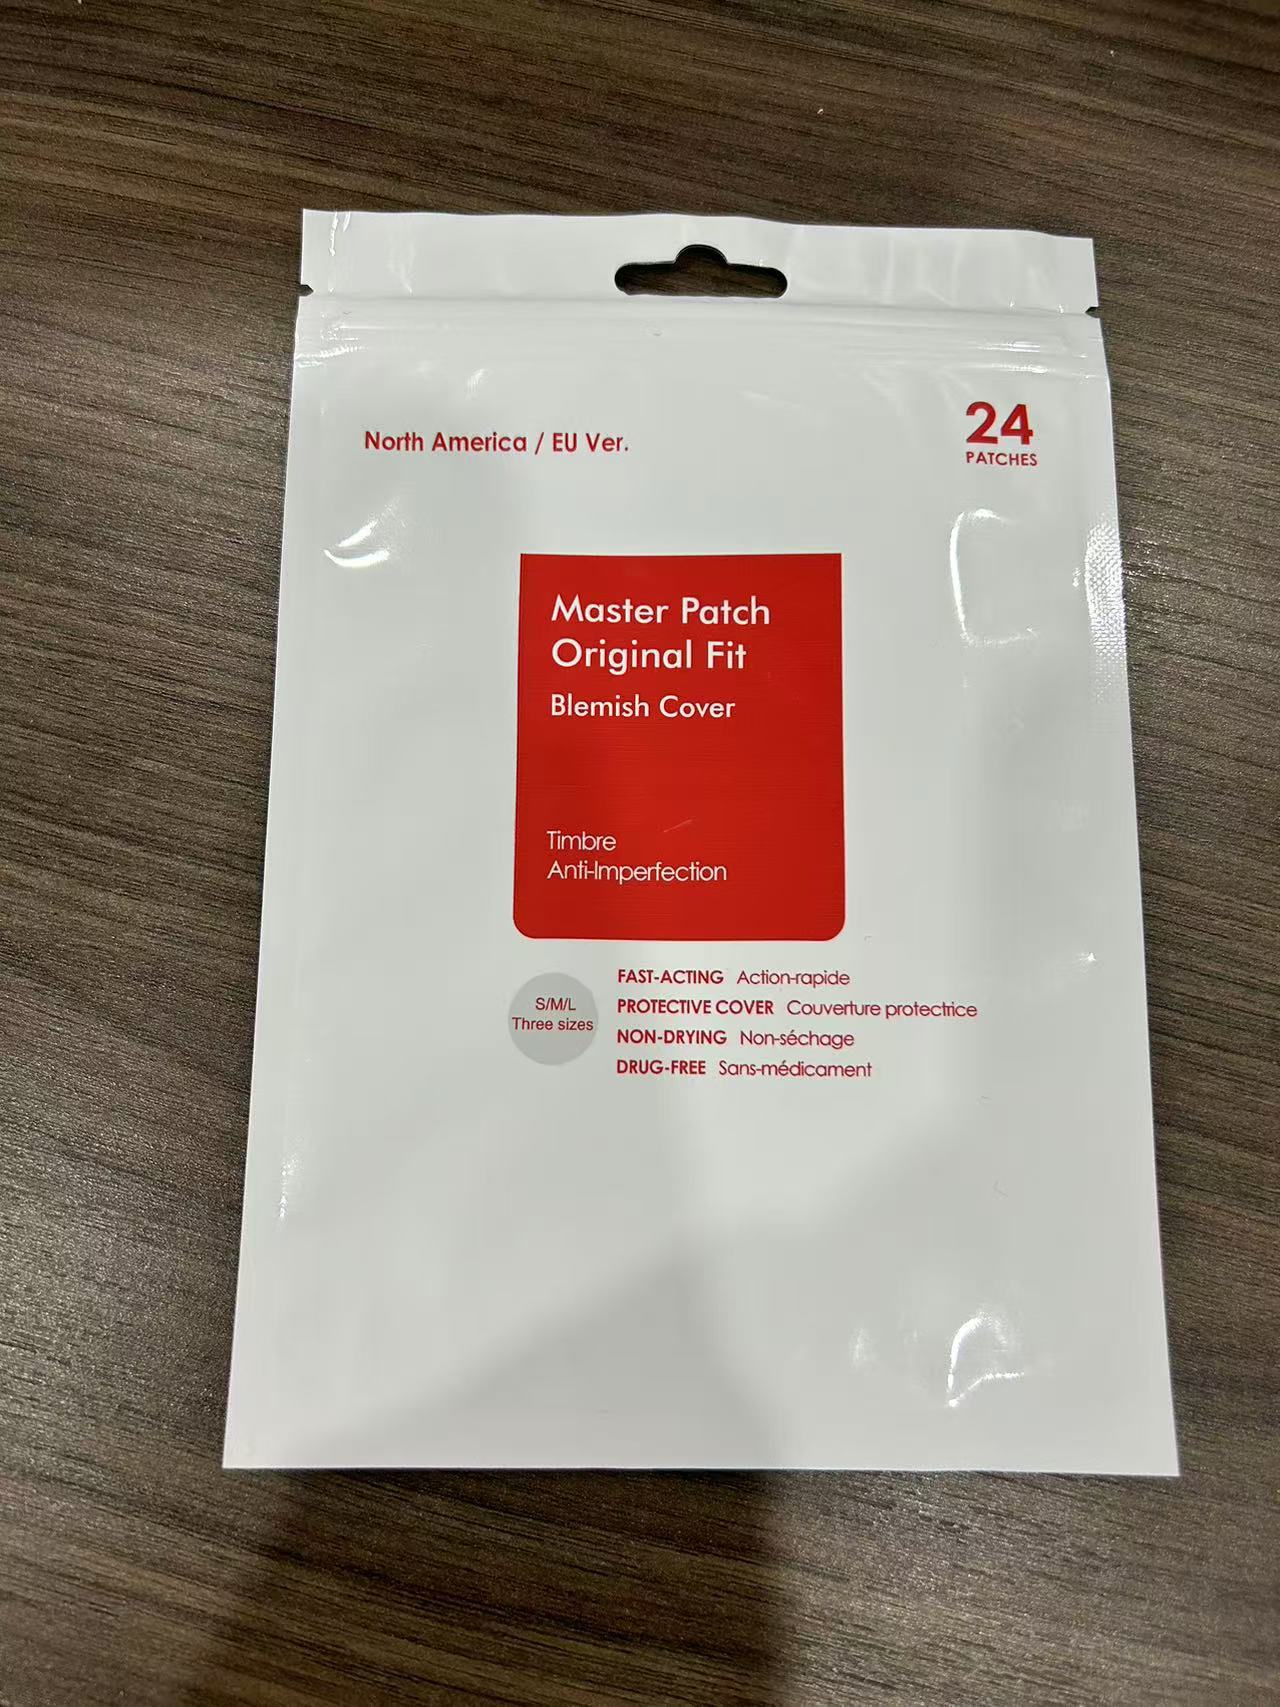 North America / EU Ver.
24
PATCHES
Master Patch
Original Fit
Blemish Cover
Timbre
Anti-Imperfection
S/M/L
Three sizes
FAST-ACTING Action-rapide
PROTECTIVE COVER Couverture protectrice
NON-DRYING Non-séchage
DRUG-FREE Sans-médicament